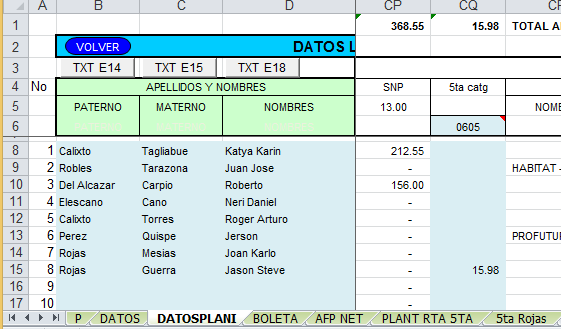 A B C D CP CQ CR
1 368.55 15.98 TOTAL A
2 VOLVER DATOS L
3 TXT E14 TXT E15 TXT E18
4 No APELLIDOS Y NOMBRES SNP 5ta catg
5 PATERNO MATERNO NOMBRES 13.00 NOME
6 0605
8 1 Calixto Tagliabue Katya Karin 212.55
9 2 Robles Tarazona Juan Jose - HABITAT -
10 3 Del Alcazar Carpio Roberto 156.00
11 4 Elescano Cano Neri Daniel -
12 5 Calixto Torres Roger Arturo -
13 6 Perez Quispe Jerson - PROFUTU
14 7 Rojas Mesias Joan Karlo -
15 8 Rojas Guerra Jason Steve - 15.98
16 9 -
17 10 -
P DATOS DATOSPLANI BOLETA AFP NET PLANT RTA 5TA 5ta Rojas